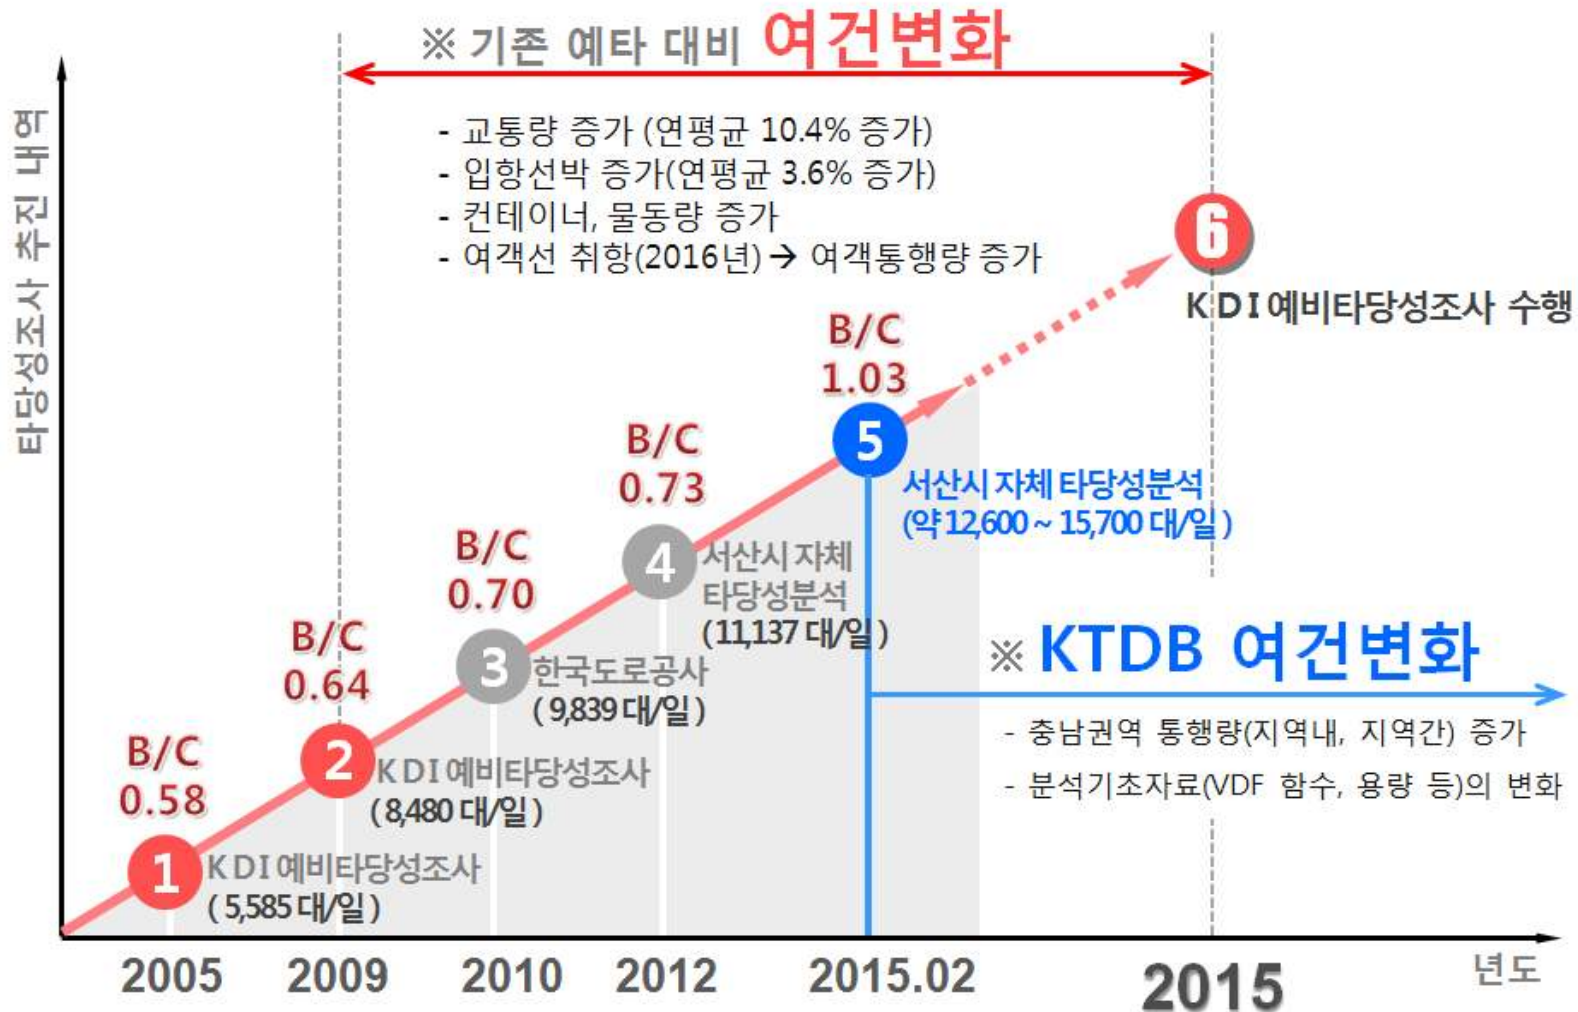 ※ 기존 예타 대비 여건변화
- 교통량 증가 (연평균 10.4% 증가)
- 입항선박 증가(연평균 3.6% 증가)
- 컨테이너, 물동량 증가
- 여객선 취항(2016년) → 여객통행량 증가
타당성조사 추진 내역
6
KDI 예비타당성조사 수행
B/C
1.03
5
서산시 자체 타당성분석
(약 12,600 ~ 15,700 대/일)
B/C
0.73
4
서산시 자체
타당성분석
(11,137 대/일)
B/C
0.70
3
한국도로공사
(9,839 대/일)
B/C
0.64
2
KDI 예비타당성조사
(8,480 대/일)
B/C
0.58
1
KDI 예비타당성조사
(5,585 대/일)
※ KTDB 여건변화
- 충남권역 통행량(지역내, 지역간) 증가
- 분석기초자료(VDF 함수, 용량 등)의 변화
2005 2009 2010 2012 2015.02 2015
년도